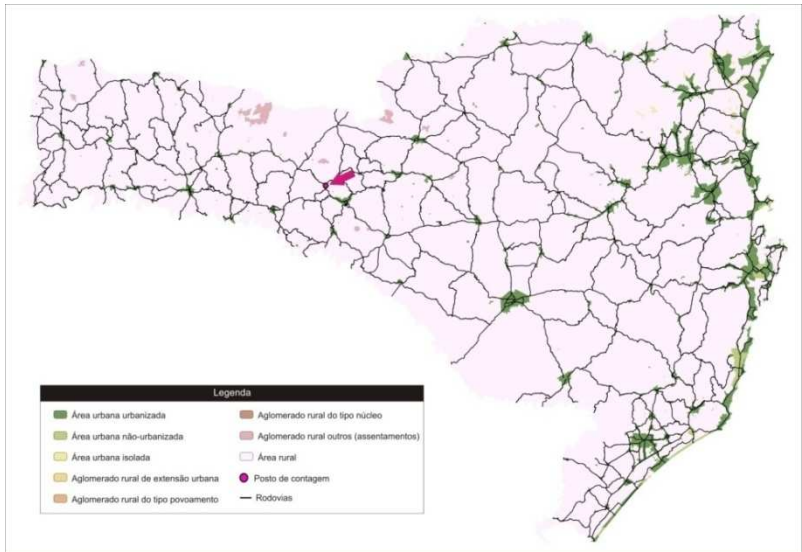 Legenda
Área urbana urbanizada
Área urbana não-urbanizada
Área urbana isolada
Aglomerado rural de extensão urbana
Aglomerado rural do tipo povoamento
Aglomerado rural do tipo núcleo
Aglomerado rural outros (assentamentos)
Área rural
Posto de contagem
Rodovias